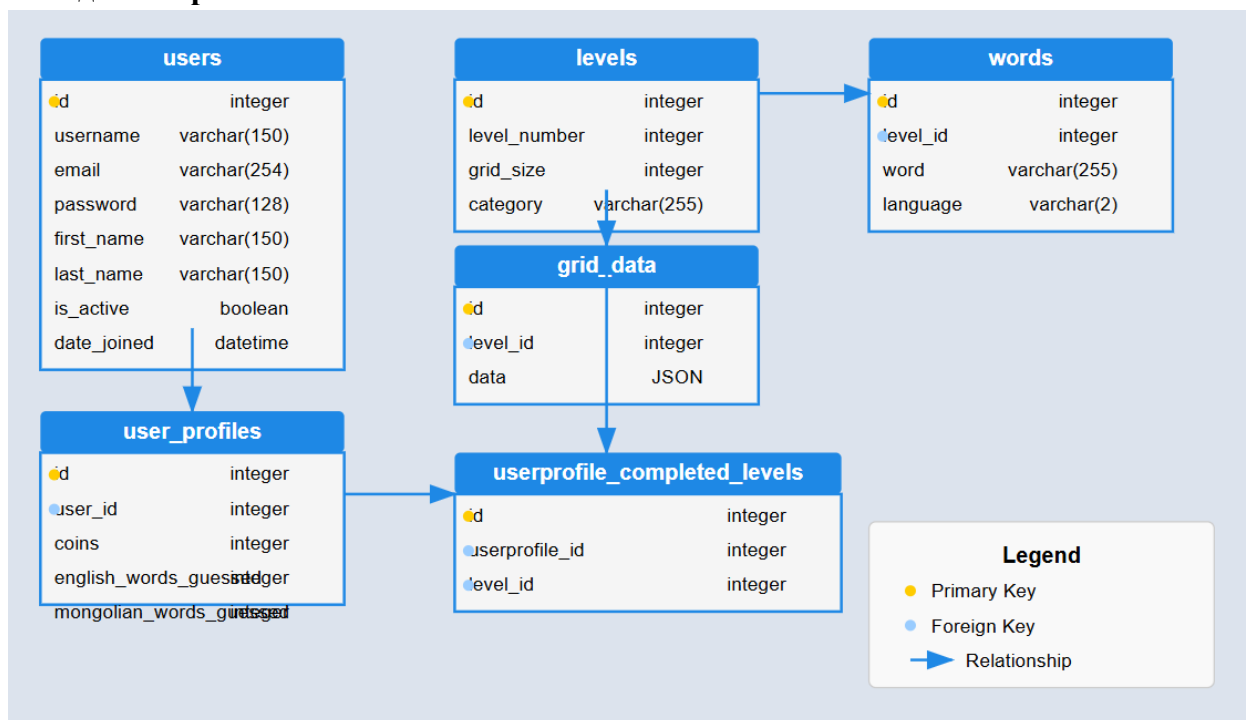 users
id integer
username varchar(150)
email varchar(254)
password varchar(128)
first_name varchar(150)
last_name varchar(150)
is_active boolean
date_joined datetime
levels
id integer
level_number integer
grid_size integer
category varchar(255)
words
id integer
level_id integer
word varchar(255)
language varchar(2)
grid_data
id integer
level_id integer
data JSON
user_profiles
id integer
user_id integer
coins integer
english_words_guessed integer
mongolian_words_guessed integer
userprofile_completed_levels
id integer
userprofile_id integer
level_id integer
Legend
Primary Key
Foreign Key
Relationship